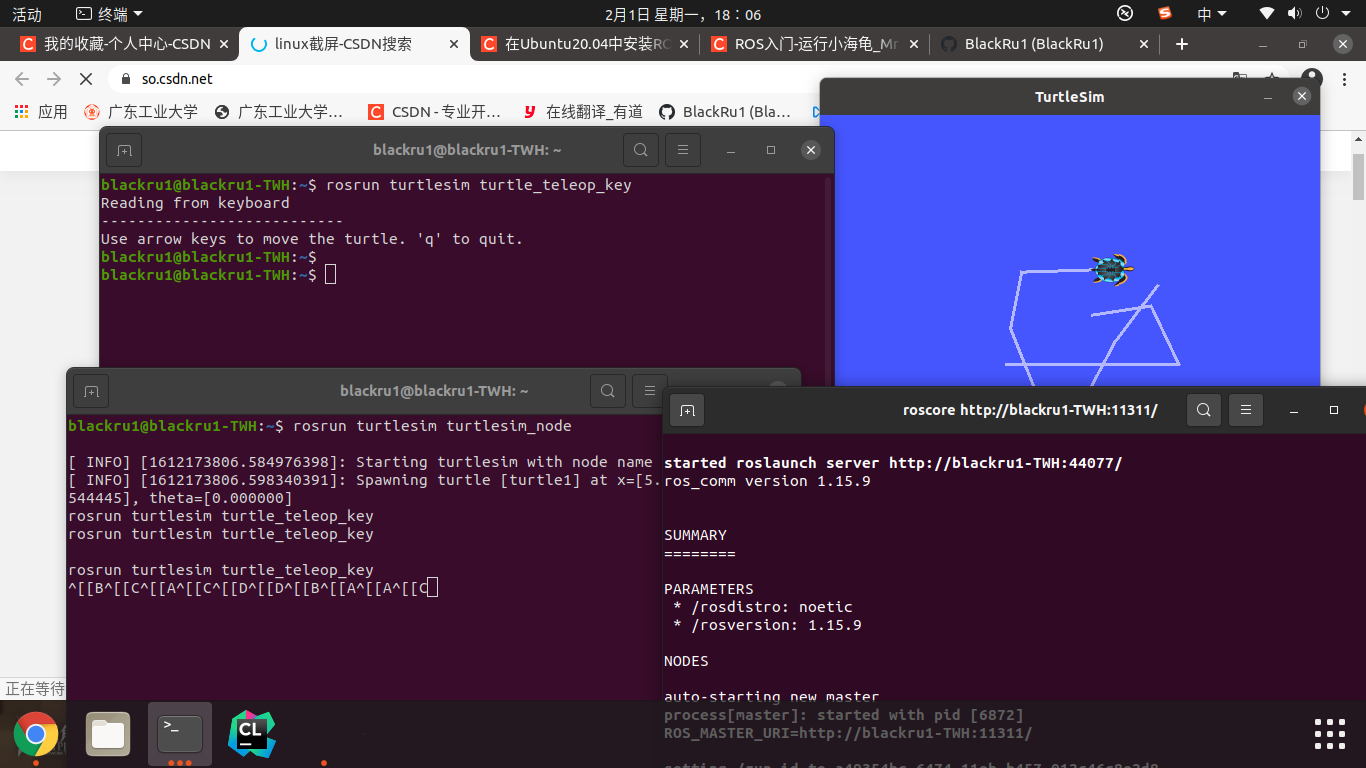 活动
终端
2月1日 星期一，18：06
中
我的收藏-个人中心-CSDN
linux截屏-CSDN搜索
在Ubuntu20.04中安装RO
ROS入门-运行小海龟_Mr
BlackRu1 (BlackRu1)
so.csdn.net
应用
广东工业大学
广东工业大学...
CSDN - 专业开...
在线翻译_有道
BlackRu1 (Bla...
TurtleSim
blackru1@blackru1-TWH: ~
blackru1@blackru1-TWH:~$ rosrun turtlesim turtle_teleop_key
Reading from keyboard
---------------------------
Use arrow keys to move the turtle. 'q' to quit.
blackru1@blackru1-TWH:~$
blackru1@blackru1-TWH:~$
blackru1@blackru1-TWH: ~
blackru1@blackru1-TWH:~$ rosrun turtlesim turtlesim_node
[ INFO] [1612173806.584976398]: Starting turtlesim with node name
[ INFO] [1612173806.598340391]: Spawning turtle [turtle1] at x=[5.
544445], theta=[0.000000]
rosrun turtlesim turtle_teleop_key
rosrun turtlesim turtle_teleop_key
rosrun turtlesim turtle_teleop_key
^[[B^[[C^[[A^[[C^[[D^[[D^[[B^[[A^[[A^[[C
roscore http://blackru1-TWH:11311/
started roslaunch server http://blackru1-TWH:44077/
ros_comm version 1.15.9
SUMMARY
========
PARAMETERS
* /rosdistro: noetic
* /rosversion: 1.15.9
NODES
auto-starting new master
process[master]: started with pid [6872]
ROS_MASTER_URI=http://blackru1-TWH:11311/
正在等待
CL